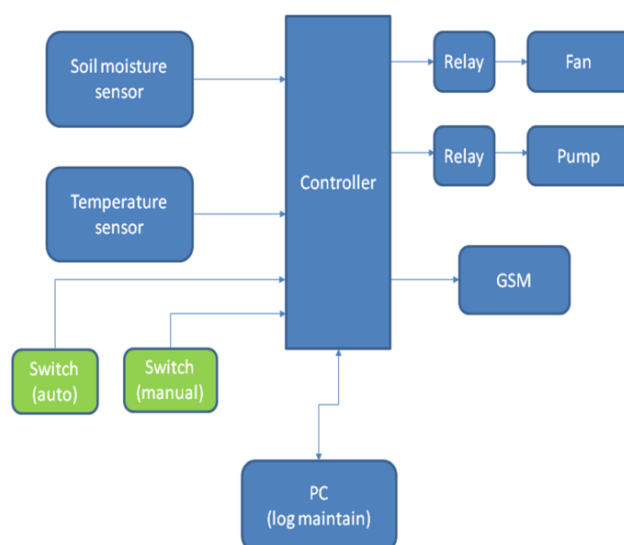 Soil moisture
sensor
Relay
Fan
Controller
Relay
Pump
Temperature
sensor
GSM
Switch
(auto)
Switch
(manual)
PC
(log maintain)